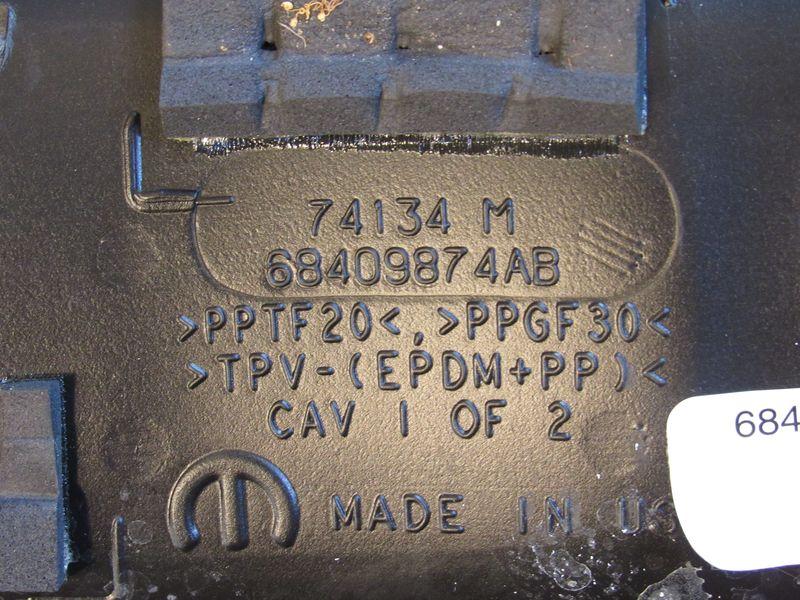 74134 M
68409874AB
>PPTF20<,>PPGF30<
>TPV-(EPDM+PP)<
CAV 1 OF 2
684
MADE IN US